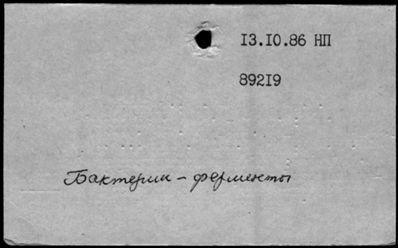 13.10.86 НП
89219
Бактерии - ферменты